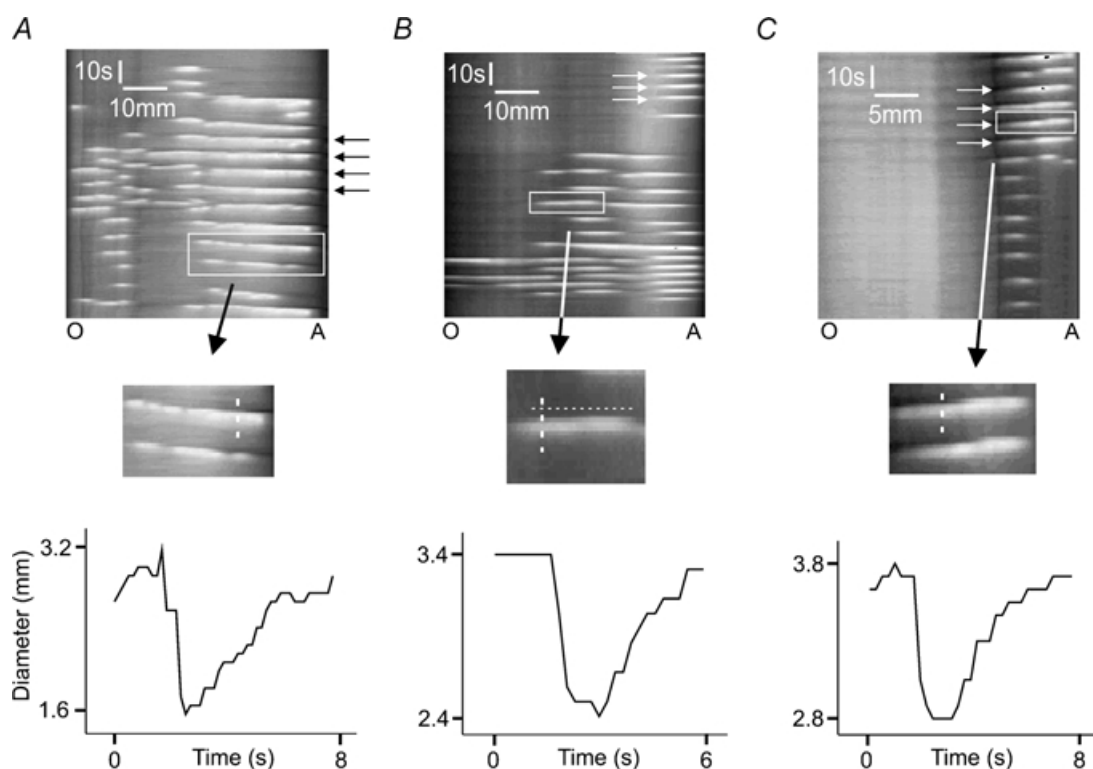 A
B
C
10s
10mm
10s
10mm
10s
5mm
O
A
O
A
O
A
3.2
1.6
Diameter (mm)
0
Time (s)
8
3.4
2.4
0
Time (s)
6
3.8
2.8
0
Time (s)
8